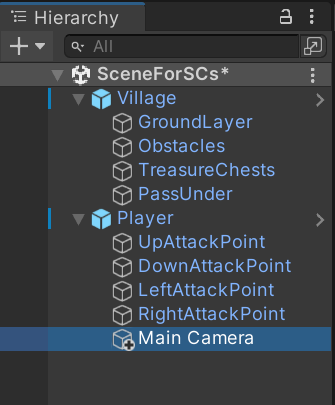 Hierarchy
All
SceneForSCs*
Village
GroundLayer
Obstacles
TreasureChests
PassUnder
Player
UpAttackPoint
DownAttackPoint
LeftAttackPoint
RightAttackPoint
Main Camera